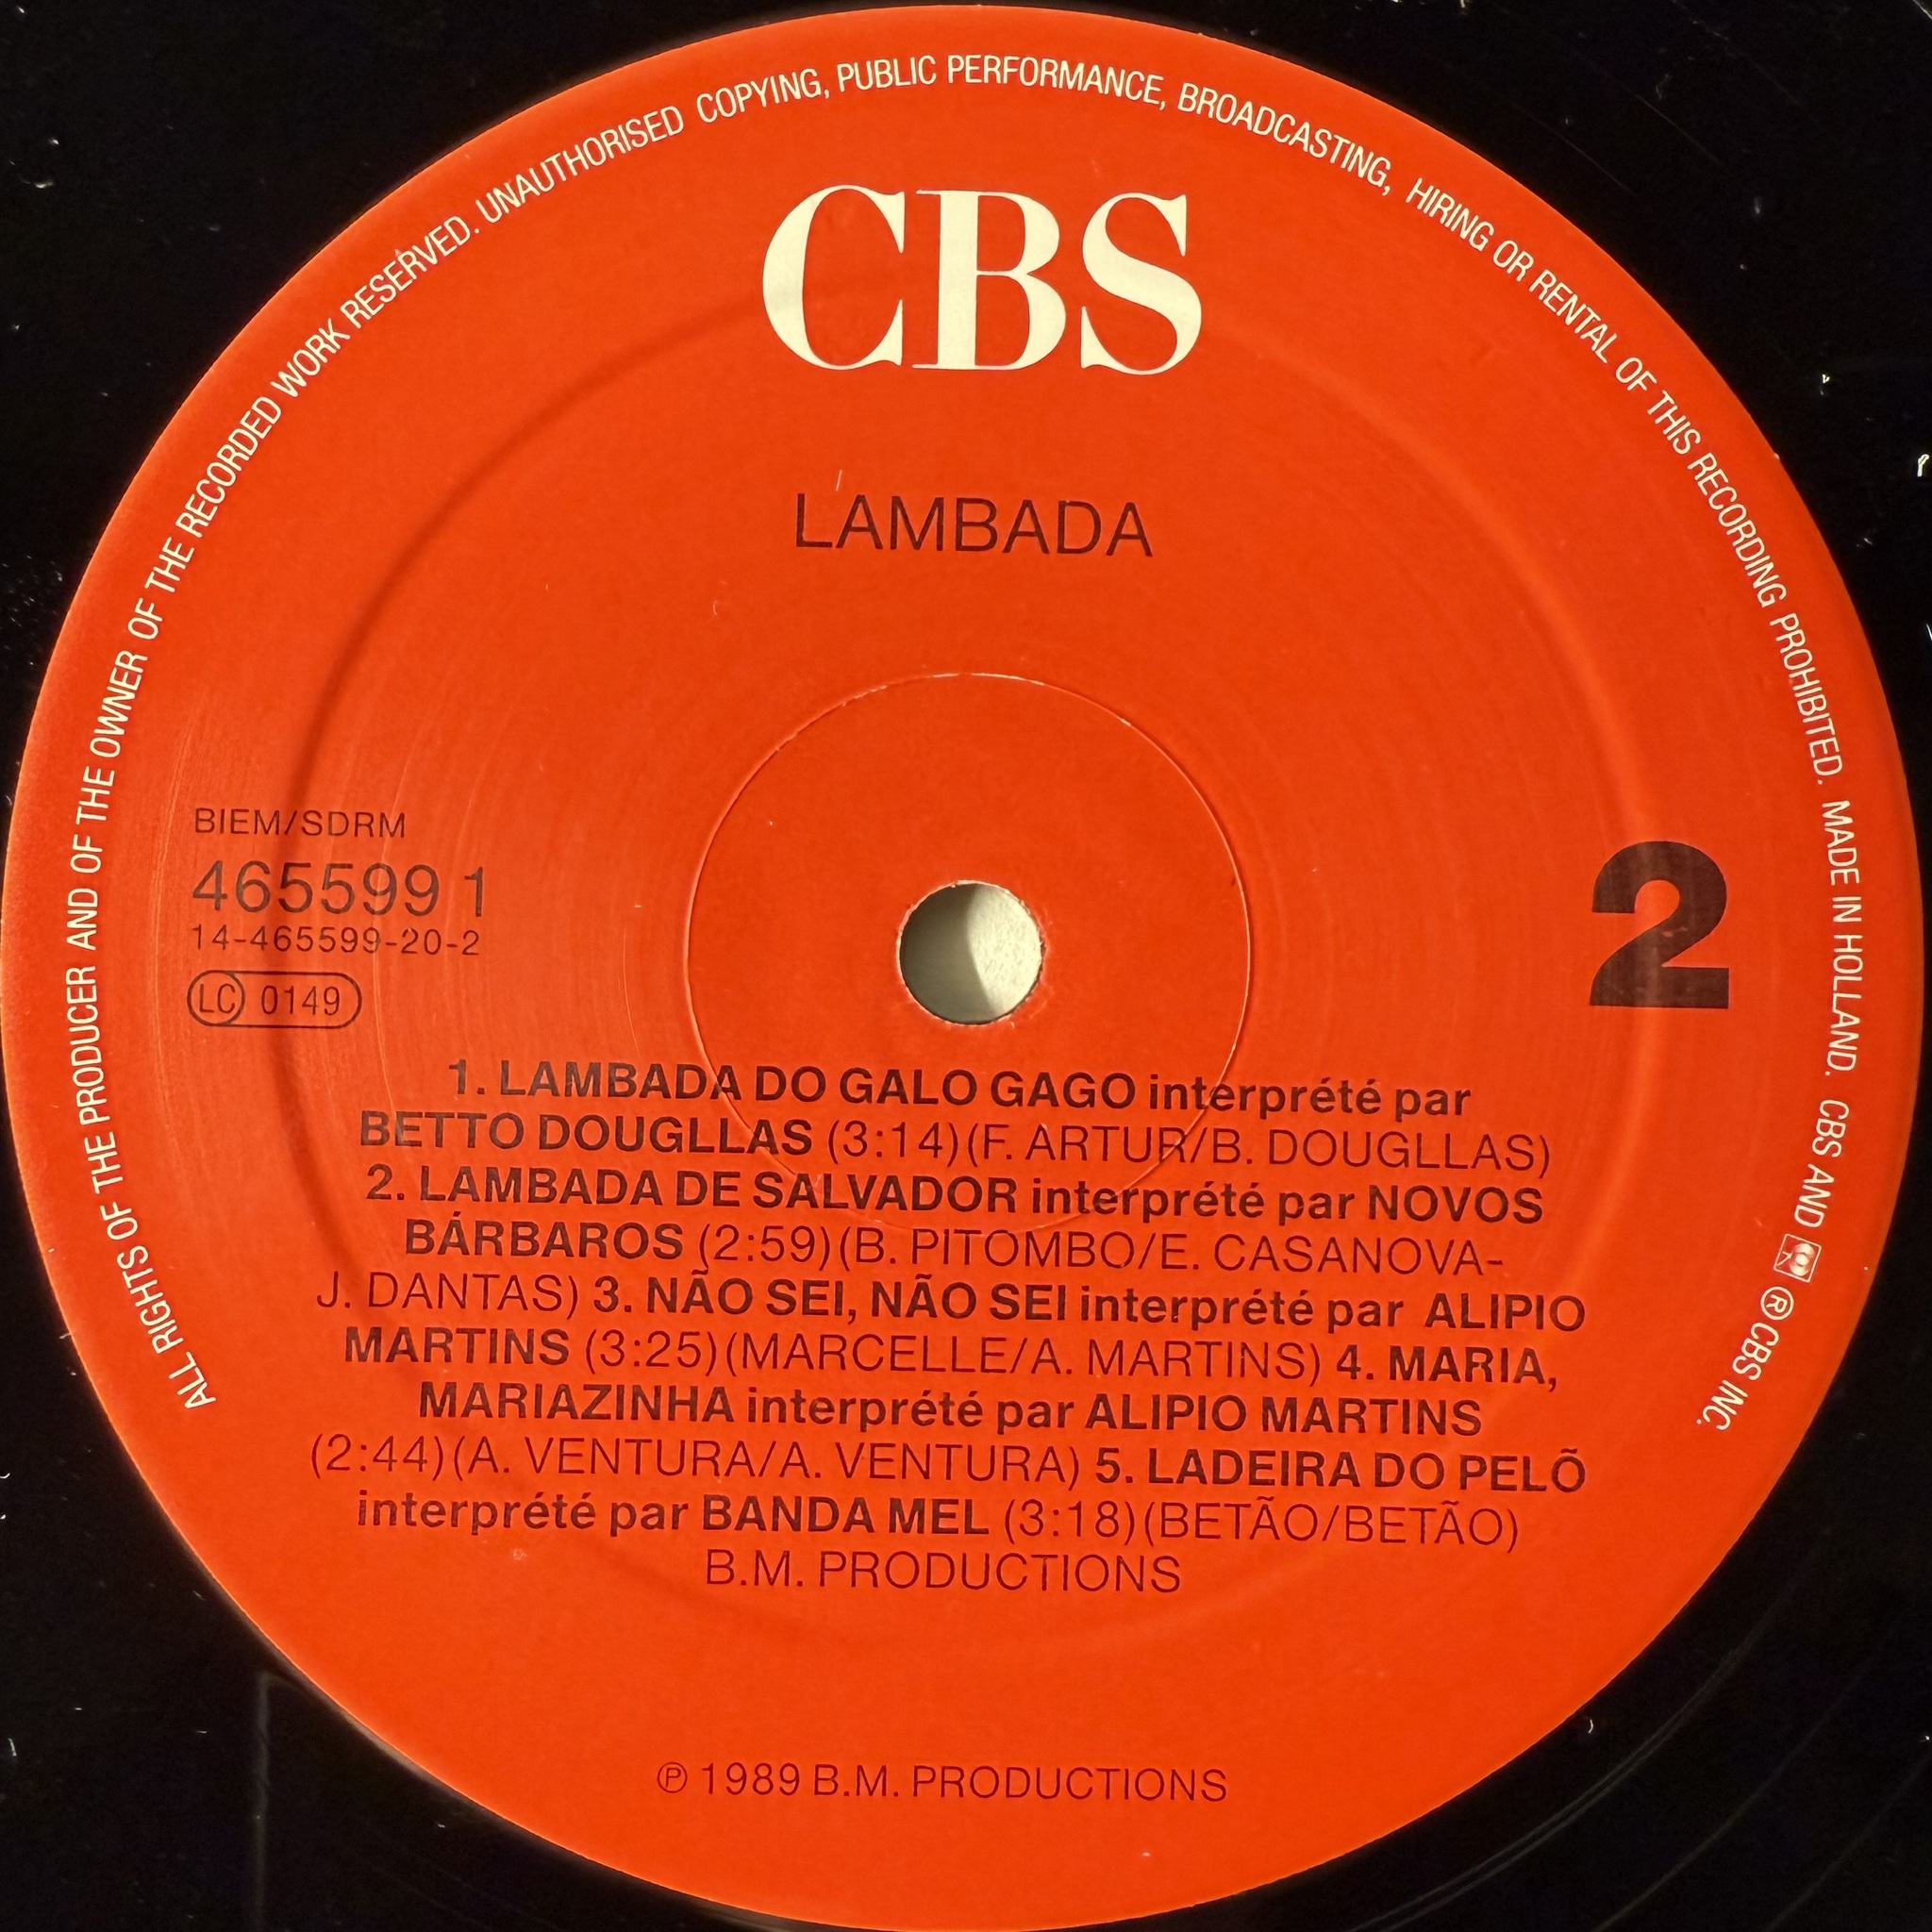 ALL RIGHTS OF THE PRODUCER AND OF THE OWNER OF THE RECORDED WORK RESERVED. UNAUTHORISED COPYING, PUBLIC PERFORMANCE, BROADCASTING, HIRING OR RENTAL OF THIS RECORDING PROHIBITED. MADE IN HOLLAND. CBS AND ® CBS INC.
CBS
LAMBADA
BIEM/SDRM
465599 1
14-465599-20-2
LC 0149
2
1. LAMBADA DO GALO GAGO interprété par
BETTO DOUGLLAS (3:14)(F. ARTUR/B. DOUGLLAS)
2. LAMBADA DE SALVADOR interprété par NOVOS
BÁRBAROS (2:59)(B. PITOMBO/E. CASANOVA-
J. DANTAS) 3. NÃO SEI, NÃO SEI interprété par ALIPIO
MARTINS (3:25)(MARCELLE/A. MARTINS) 4. MARIA,
MARIAZINHA interprété par ALIPIO MARTINS
(2:44)(A. VENTURA/A. VENTURA) 5. LADEIRA DO PELÕ
interprété par BANDA MEL (3:18)(BETÃO/BETÃO)
B.M. PRODUCTIONS
℗ 1989 B.M. PRODUCTIONS